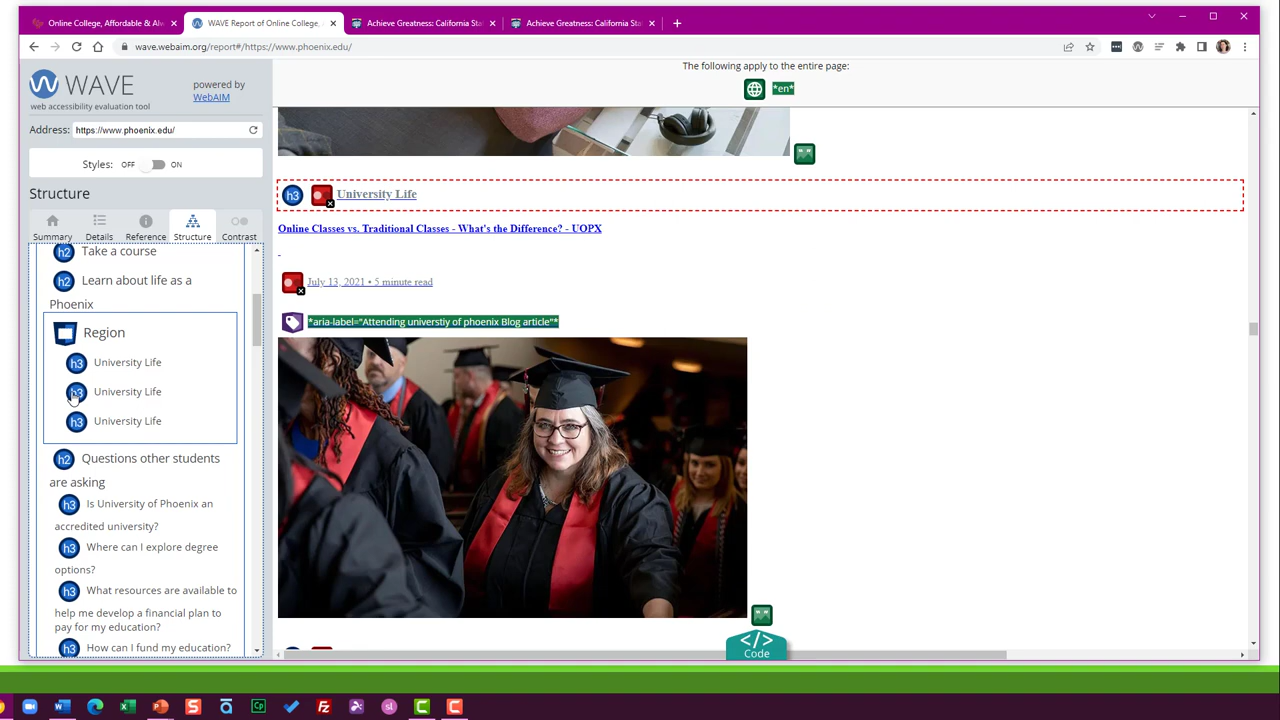 Online College, Affordable & Alv
WAVE Report of Online College,
Achieve Greatness: California Stat
Achieve Greatness: California Stat
wave.webaim.org/report#/https://www.phoenix.edu/
WAVE
web accessibility evaluation tool
powered by
WebAIM
Address: https://www.phoenix.edu/
Styles: OFF ON
Structure
Summary Details Reference Structure Contrast
h2 Take a course
h2 Learn about life as a
Phoenix
Region
h3 University Life
h3 University Life
h3 University Life
h2 Questions other students
are asking
h3 Is University of Phoenix an
accredited university?
h3 Where can I explore degree
options?
h3 What resources are available to
help me develop a financial plan to
pay for my education?
h3 How can I fund my education?
The following apply to the entire page:
*en*
h3 University Life
Online Classes vs. Traditional Classes - What's the Difference? - UOPX
-
July 13, 2021 • 5 minute read
*aria-label="Attending universtiy of phoenix Blog article"*
</> 
Code